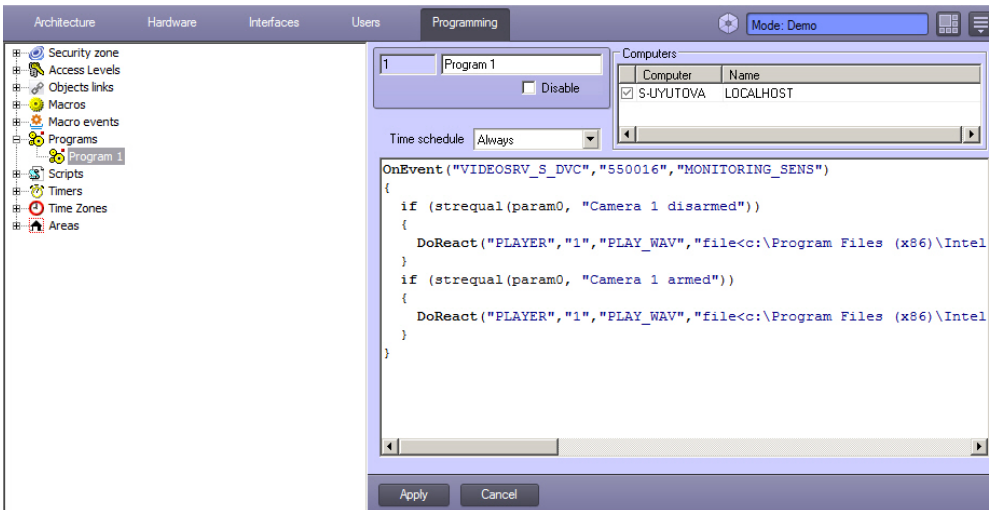 Architecture Hardware Interfaces Users Programming Mode: Demo
Security zone
Access Levels
Objects links
Macros
Macro events
Programs
Program 1
Scripts
Timers
Time Zones
Areas
1 Program 1
Disable
Computers
Computer Name
S-UYUTOVA LOCALHOST
Time schedule Always
OnEvent("VIDEOSRV_S_DVC","550016","MONITORING_SENS")
{
if (strequal(param0, "Camera 1 disarmed"))
{
DoReact("PLAYER","1","PLAY_WAV","file<c:\Program Files (x86)\Intel
}
if (strequal(param0, "Camera 1 armed"))
{
DoReact("PLAYER","1","PLAY_WAV","file<c:\Program Files (x86)\Intel
}
}
Apply Cancel